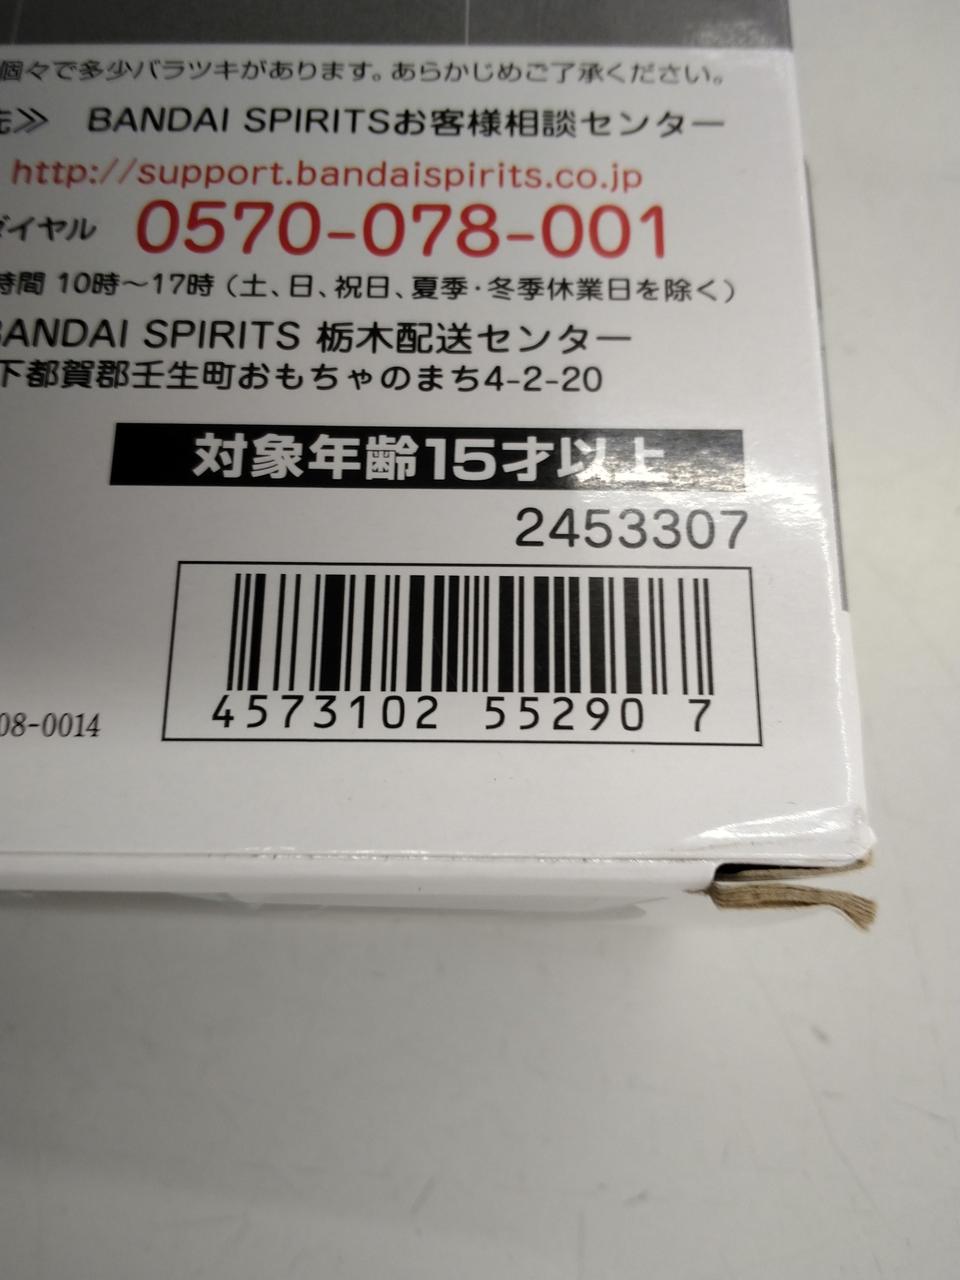 個々で多少バラツキがあります。あらかじめご了承ください。
先≫ BANDAI SPIRITSお客様相談センター
http://support.bandaispirits.co.jp
ダイヤル 0570-078-001
時間 10時〜17時（土、日、祝日、夏季・冬季休業日を除く）
BANDAI SPIRITS 栃木配送センター
下都賀郡壬生町おもちゃのまち4-2-20
対象年齢15才以上
2453307
4573102 55290 7
08-0014